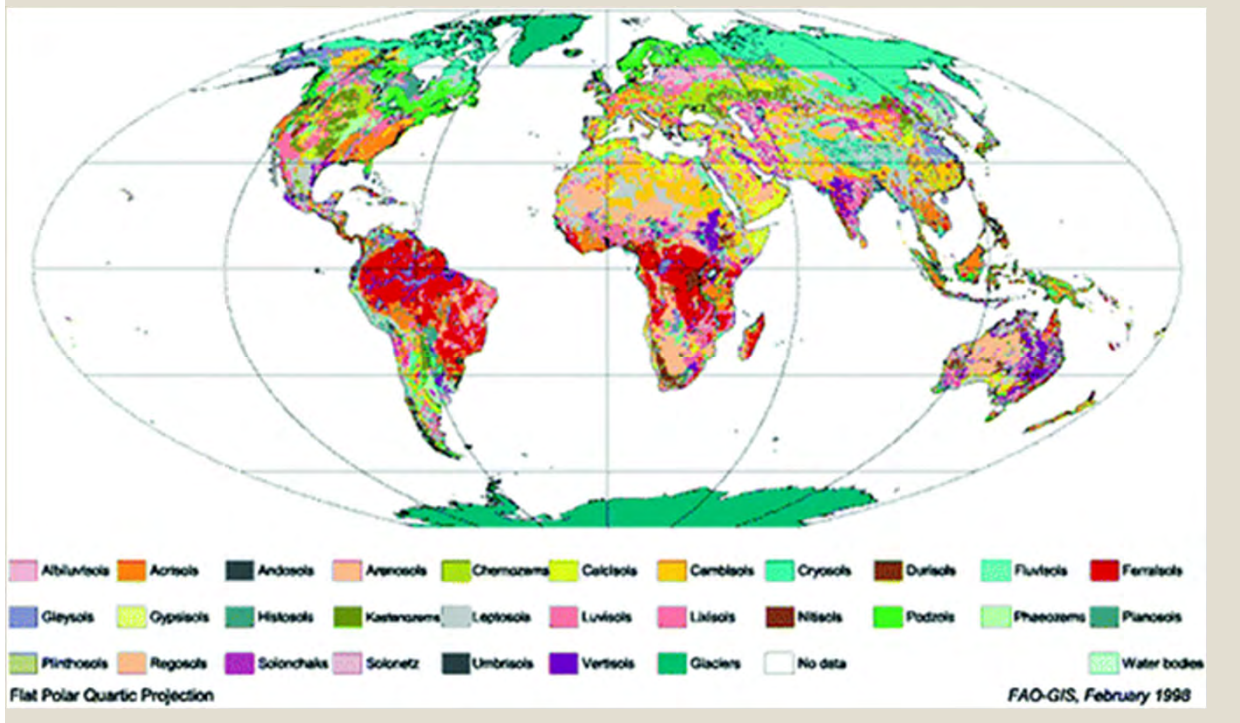 Albiluvisols Acrisols Andosols Arenosols Chernozems Calcisols Cambisols Cryosols Durisols Fluvisols Ferralsols
Gleysols Gypsisols Histosols Kastanozems Leptosols Luvisols Lixisols Nitisols Podzols Phaeozems Planosols
Plinthosols Regosols Solonchaks Solonetz Umbrisols Vertisols Glaciers No data Water bodies
Flat Polar Quartic Projection FAO-GIS, February 1998